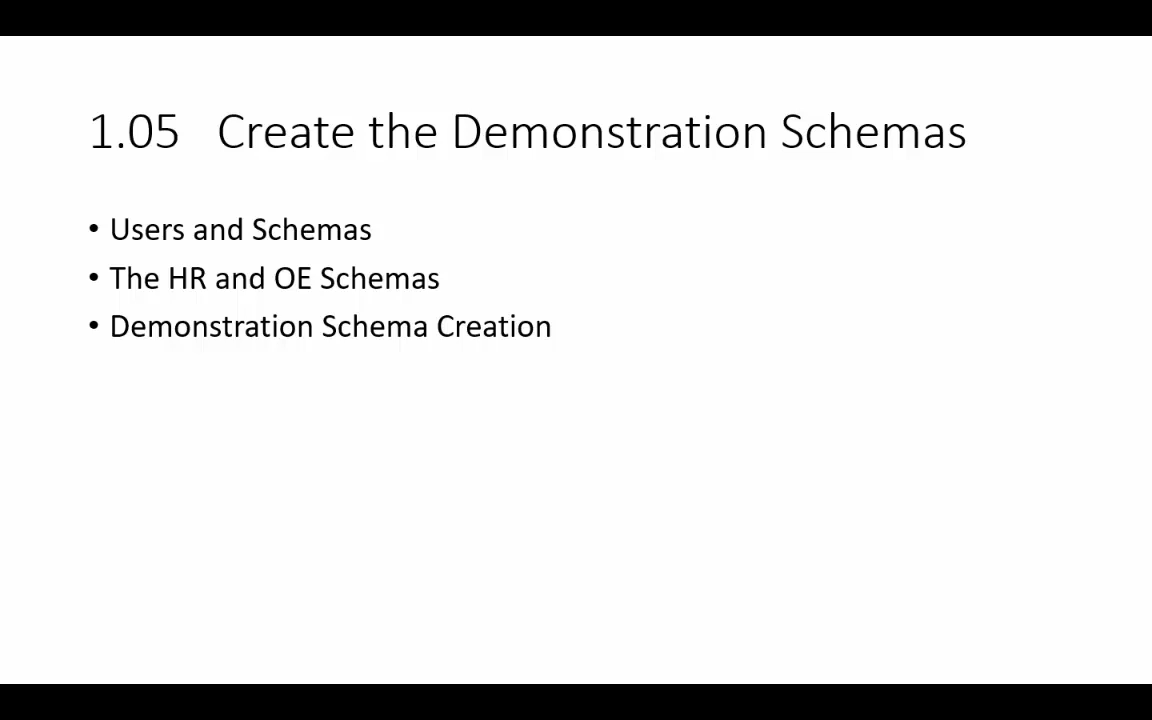 1.05 Create the Demonstration Schemas
• Users and Schemas
• The HR and OE Schemas
• Demonstration Schema Creation